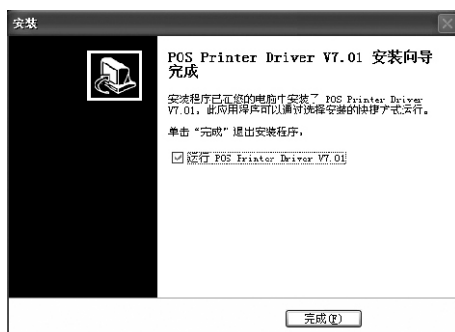 安装
POS Printer Driver V7.01 安装向导
完成
安装程序已在您的电脑中安装了 POS Printer Driver
V7.01，此应用程序可以通过选择安装的快捷方式运行。
单击“完成”退出安装程序。
运行 POS Printer Driver V7.01
完成(F)